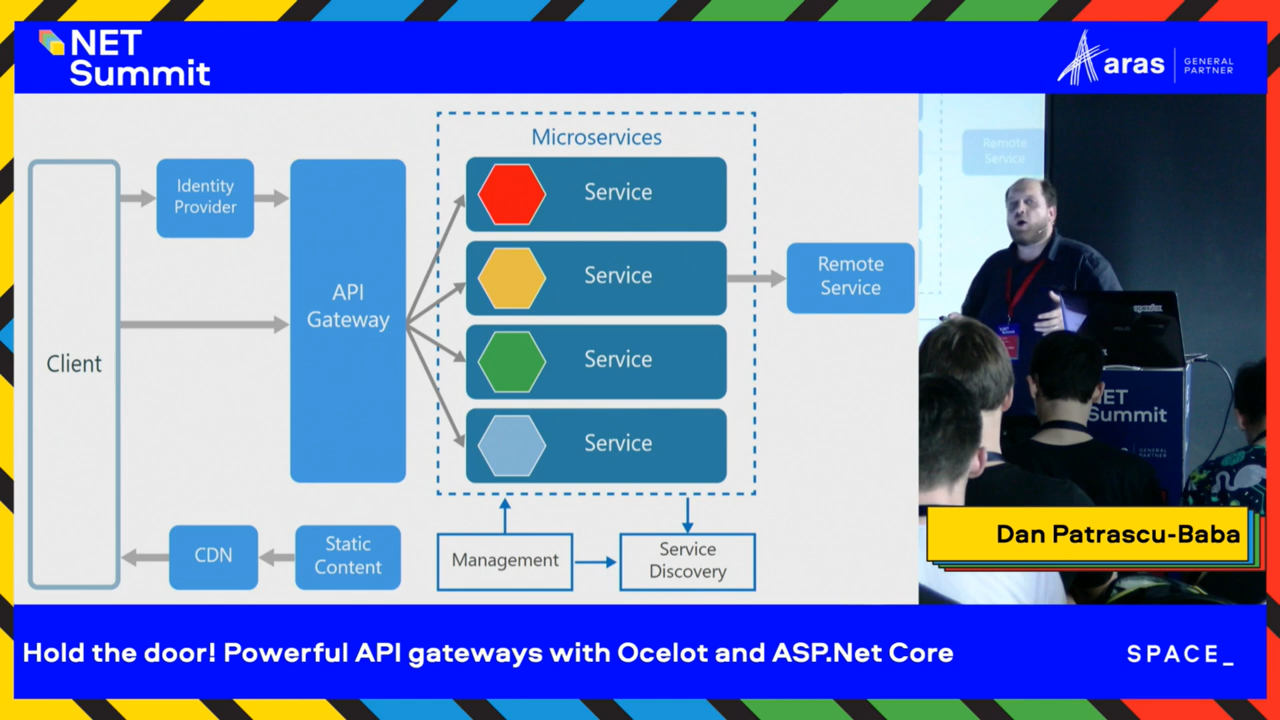 NET
Summit
aras
GENERAL
PARTNER
Microservices
Client
Identity
Provider
API
Gateway
Service
Service
Service
Service
Remote
Service
CDN
Static
Content
Management
Service
Discovery
Remote
Service
NET
Summit
GENERAL
PARTNER
Dan Patrascu-Baba
Hold the door! Powerful API gateways with Ocelot and ASP.Net Core
SPACE_